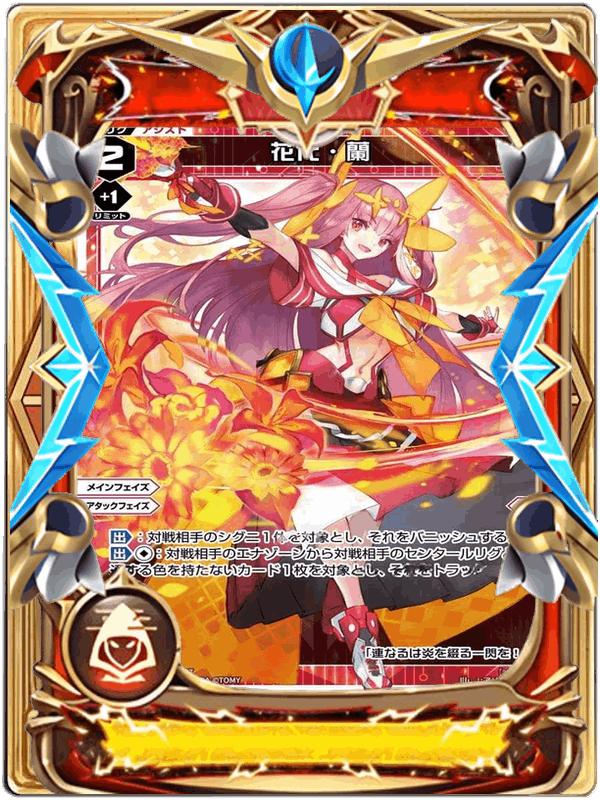 アシスト
2
花代・蘭
+1
リミット
メインフェイズ
アタックフェイズ
出：対戦相手のシグニ1体を対象とし、それをバニッシュする
出 ：対戦相手のエナゾーンから対戦相手のセンタールリグ
する色を持たないカード1枚を対象とし、それをトラッ
「連なるは炎を綴る一閃を！
©TOMY